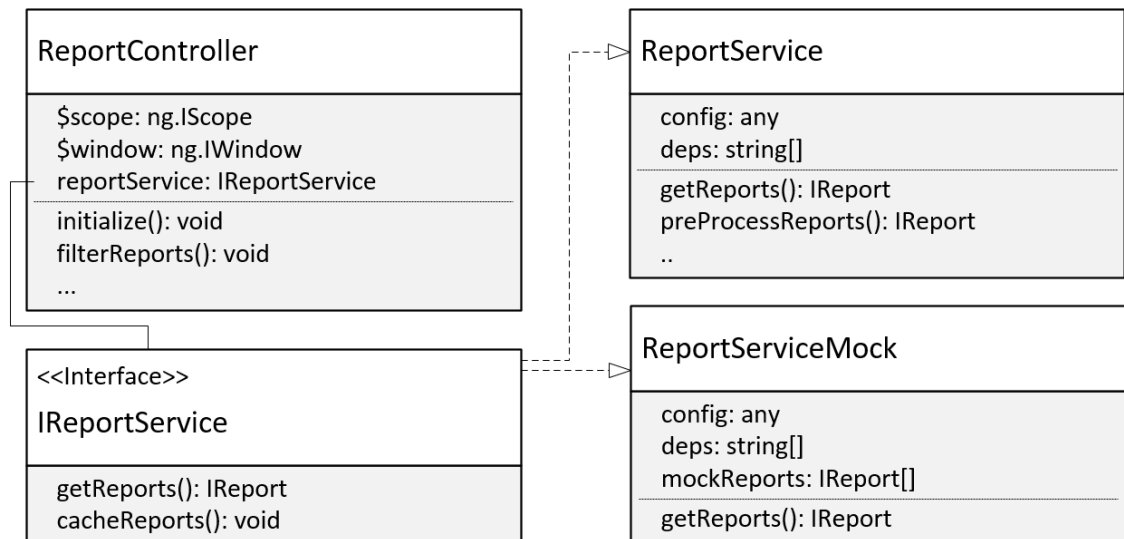 ReportController
$scope: ng.IScope
$window: ng.IWindow
reportService: IReportService
initialize(): void
filterReports(): void
...
<<Interface>>
IReportService
getReports(): IReport
cacheReports(): void
ReportService
config: any
deps: string[]
getReports(): IReport
preProcessReports(): IReport
..
ReportServiceMock
config: any
deps: string[]
mockReports: IReport[]
getReports(): IReport